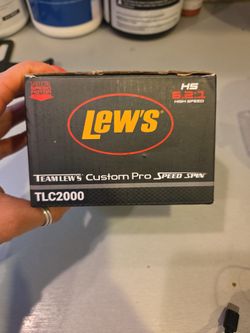 HS
6.2:1
HIGH SPEED
Lew's
TEAM LEW'S Custom Pro SPEED SPIN
TLC2000